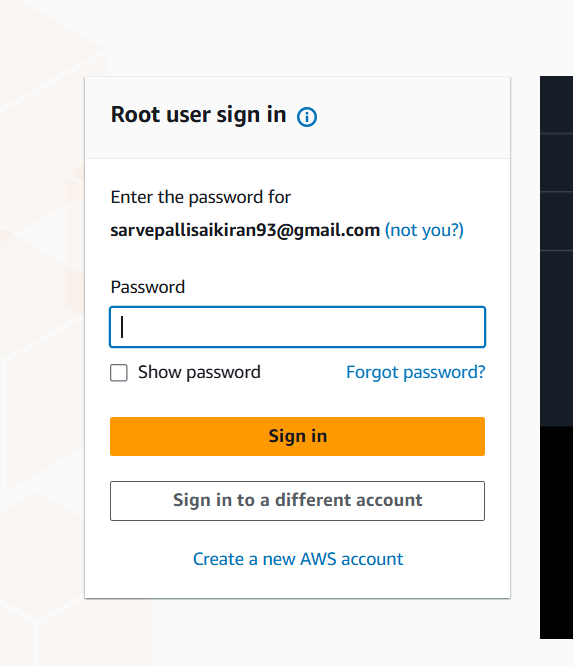 Root user sign in
Enter the password for
sarvepallisaikiran93@gmail.com (not you?)
Password
Show password Forgot password?
Sign in
Sign in to a different account
Create a new AWS account